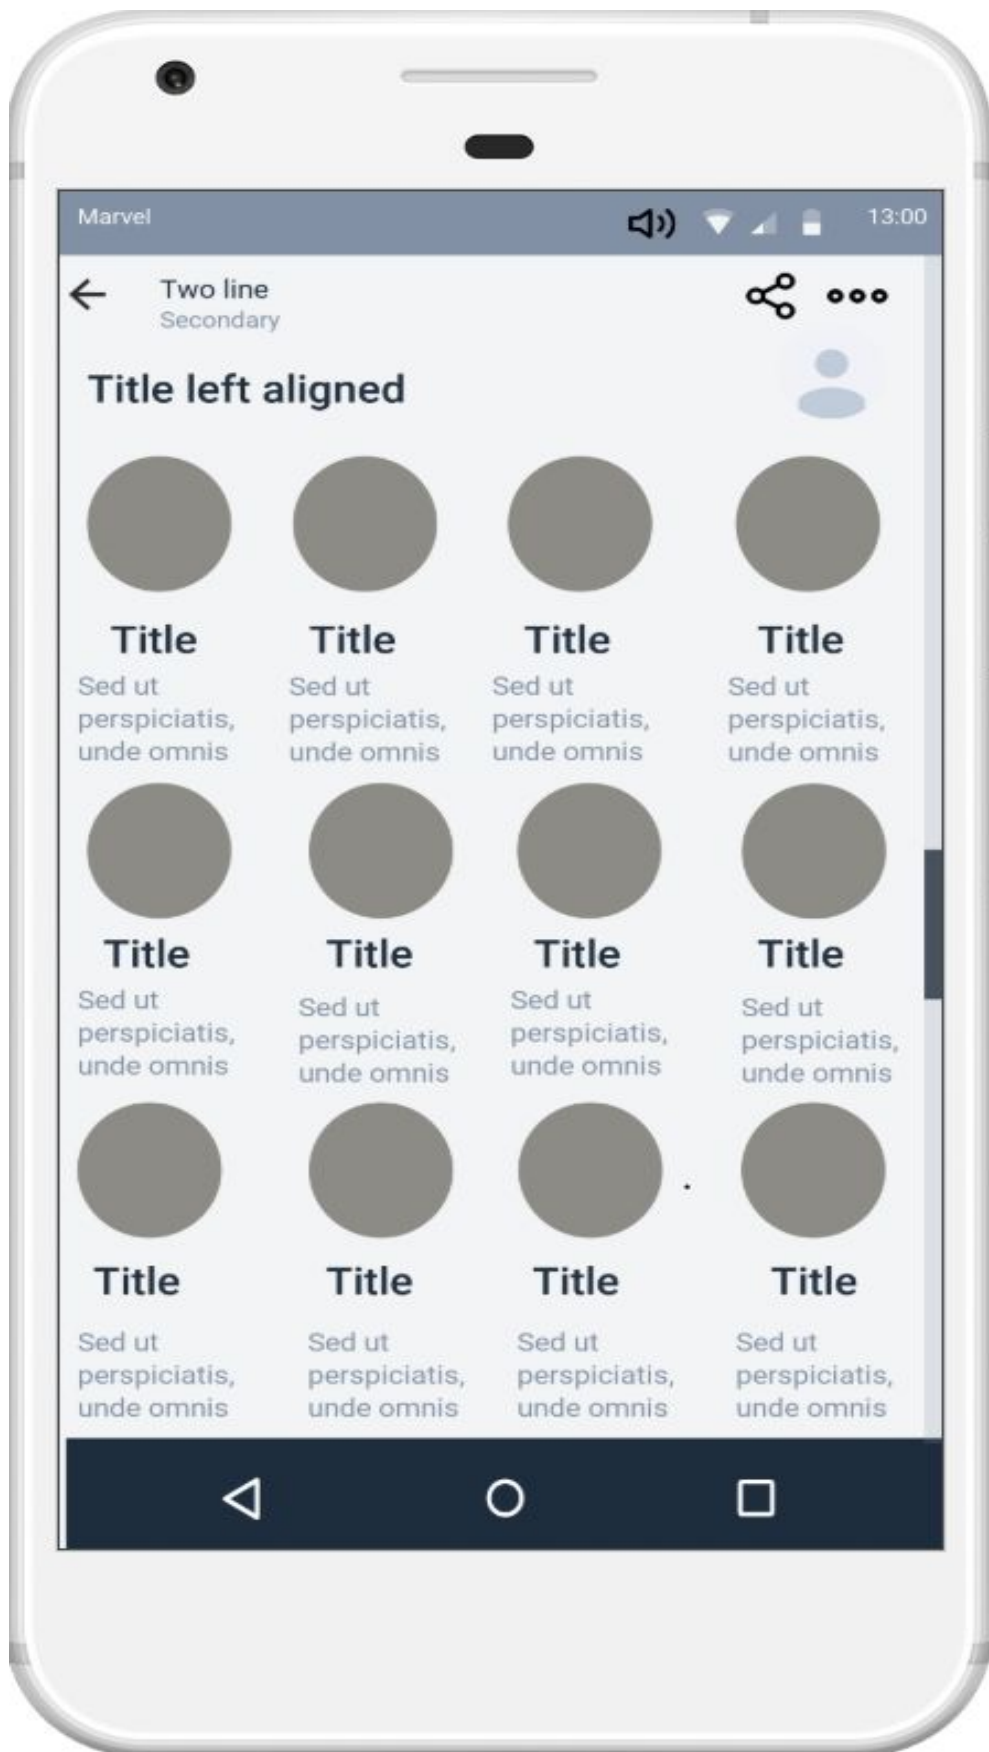 Marvel 13:00
Two line
Secondary
Title left aligned
Title Title Title Title
Sed ut Sed ut Sed ut Sed ut
perspiciatis, perspiciatis, perspiciatis, perspiciatis,
unde omnis unde omnis unde omnis unde omnis
Title Title Title Title
Sed ut Sed ut Sed ut Sed ut
perspiciatis, perspiciatis, perspiciatis, perspiciatis,
unde omnis unde omnis unde omnis unde omnis
Title Title Title Title
Sed ut Sed ut Sed ut Sed ut
perspiciatis, perspiciatis, perspiciatis, perspiciatis,
unde omnis unde omnis unde omnis unde omnis